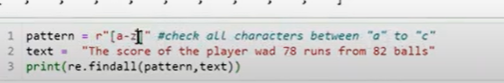 1 pattern = r"[a-z]" #check all characters between "a" to "c"
2 text = "The score of the player wad 78 runs from 82 balls"
3 print(re.findall(pattern,text))